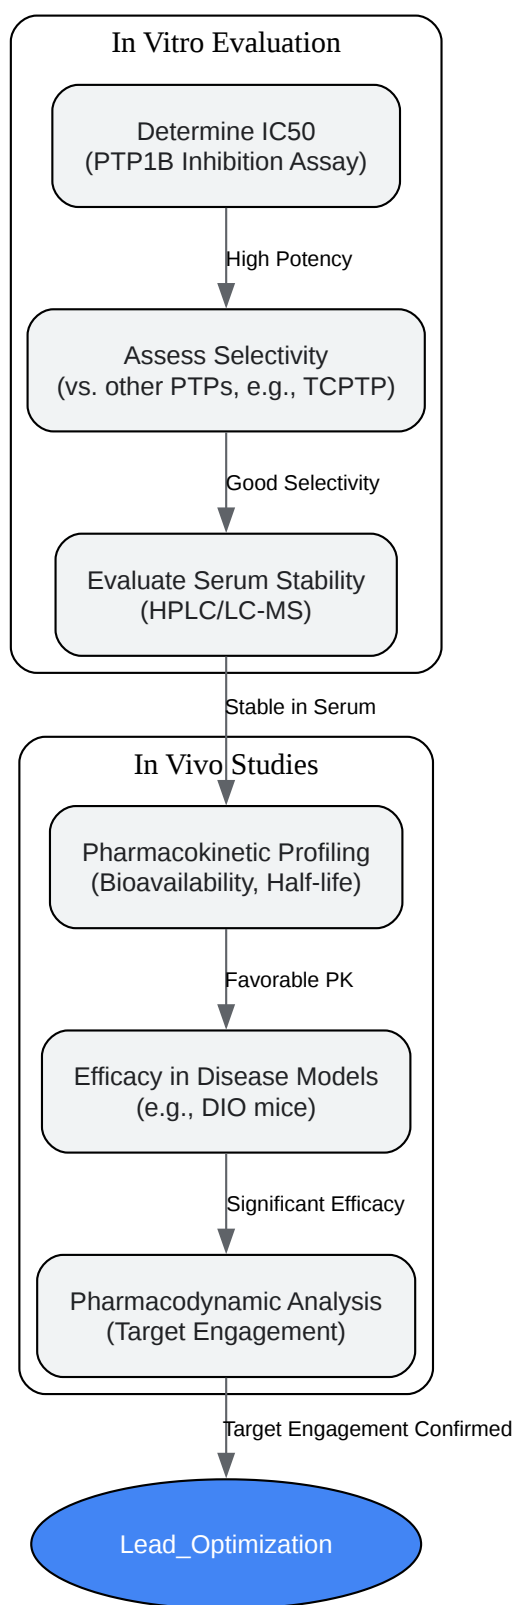 In Vitro Evaluation
Determine IC50
(PTP1B Inhibition Assay)
High Potency
Assess Selectivity
(vs. other PTPs, e.g., TCPTP)
Good Selectivity
Evaluate Serum Stability
(HPLC/LC-MS)
Stable in Serum
In Vivo Studies
Pharmacokinetic Profiling
(Bioavailability, Half-life)
Favorable PK
Efficacy in Disease Models
(e.g., DIO mice)
Significant Efficacy
Pharmacodynamic Analysis
(Target Engagement)
Target Engagement Confirmed
Lead_Optimization